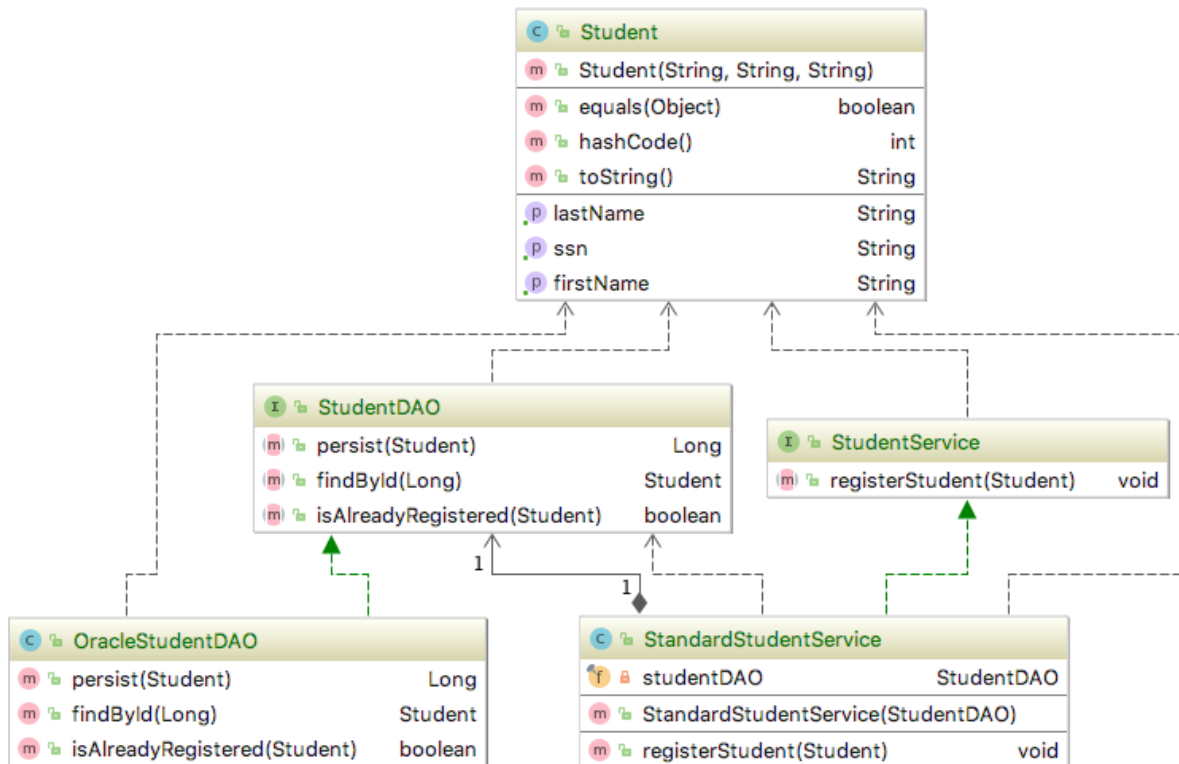 Student
Student(String, String, String)
equals(Object) boolean
hashCode() int
toString() String
lastName String
ssn String
firstName String
StudentDAO
persist(Student) Long
findById(Long) Student
isAlreadyRegistered(Student) boolean
StudentService
registerStudent(Student) void
1
1
OracleStudentDAO
persist(Student) Long
findById(Long) Student
isAlreadyRegistered(Student) boolean
StandardStudentService
studentDAO StudentDAO
StandardStudentService(StudentDAO)
registerStudent(Student) void